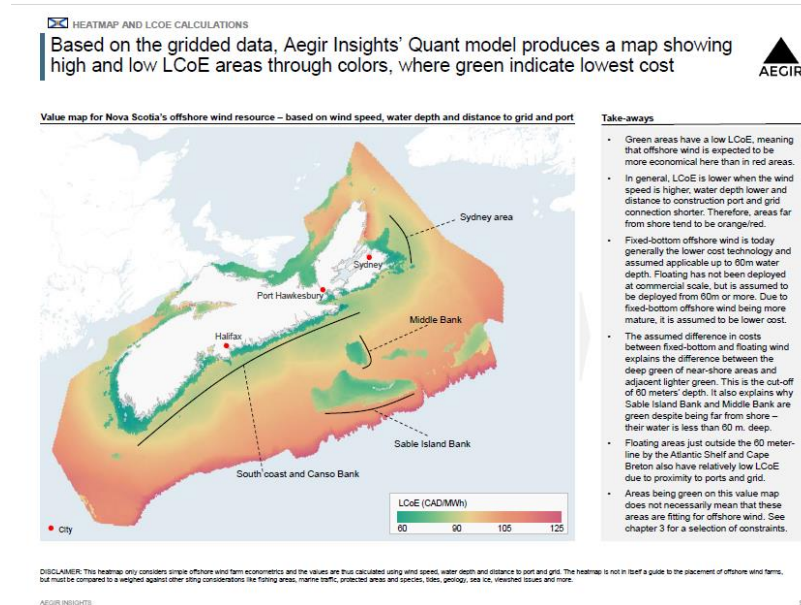 HEATMAP AND LCOE CALCULATIONS
Based on the gridded data, Aegir Insights' Quant model produces a map showing
high and low LCoE areas through colors, where green indicate lowest cost
AEGIR
Value map for Nova Scotia's offshore wind resource – based on wind speed, water depth and distance to grid and port
Sydney area
Sydney
Port Hawkesbury
Middle Bank
Halifax
Sable Island Bank
South coast and Canso Bank
LCoE (CAD/MWh)
60 90 105 125
City
Take-aways
• Green areas have a low LCoE, meaning
that offshore wind is expected to be
more economical here than in red areas.
• In general, LCoE is lower when the wind
speed is higher, water depth lower and
distance to construction port and grid
connection shorter. Therefore, areas far
from shore tend to be orange/red.
• Fixed-bottom offshore wind is today
generally the lower cost technology and
assumed applicable up to 60m water
depth. Floating has not been deployed
at commercial scale, but is assumed to
be deployed from 60m or more. Due to
fixed-bottom offshore wind being more
mature, it is assumed to be lower cost.
• The assumed difference in costs
between fixed-bottom and floating wind
explains the difference between the
deep green of near-shore areas and
adjacent lighter green. This is the cut-off
of 60 meters' depth. It also explains why
Sable Island Bank and Middle Bank are
green despite being far from shore –
their water is less than 60 m. deep.
• Floating areas just outside the 60 meter-
line by the Atlantic Shelf and Cape
Breton also have relatively low LCoE
due to proximity to ports and grid.
• Areas being green on this value map
does not necessarily mean that these
areas are fitting for offshore wind. See
chapter 3 for a selection of constraints.
DISCLAIMER: This heatmap only considers simple offshore wind farm econometrics and the values are thus calculated using wind speed, water depth and distance to port and grid. The heatmap is not in itself a guide to the placement of offshore wind farms,
but must be compared to a weighed against other siting considerations like fishing areas, marine traffic, protected areas and species, tides, geology, sea ice, viewshed issues and more.
AEGIR INSIGHTS